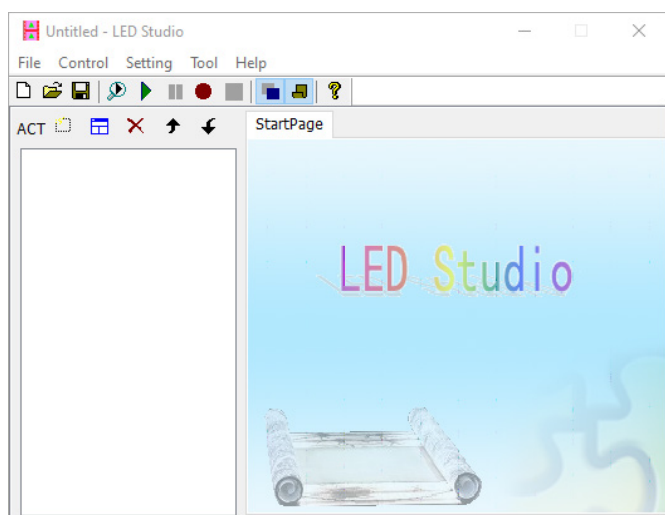 Untitled - LED Studio
File Control Setting Tool Help
ACT
StartPage
LED Studio